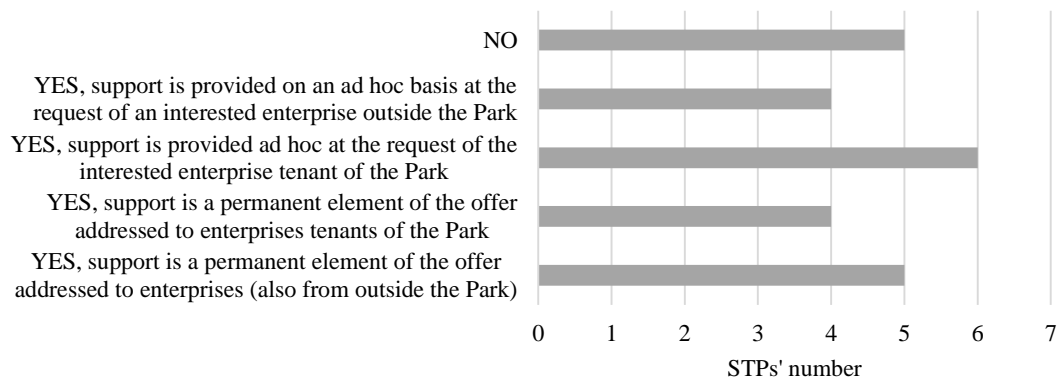 NO
YES, support is provided on an ad hoc basis at the
request of an interested enterprise outside the Park
YES, support is provided ad hoc at the request of the
interested enterprise tenant of the Park
YES, support is a permanent element of the offer
addressed to enterprises tenants of the Park
YES, support is a permanent element of the offer
addressed to enterprises (also from outside the Park)
0 1 2 3 4 5 6 7
STPs' number